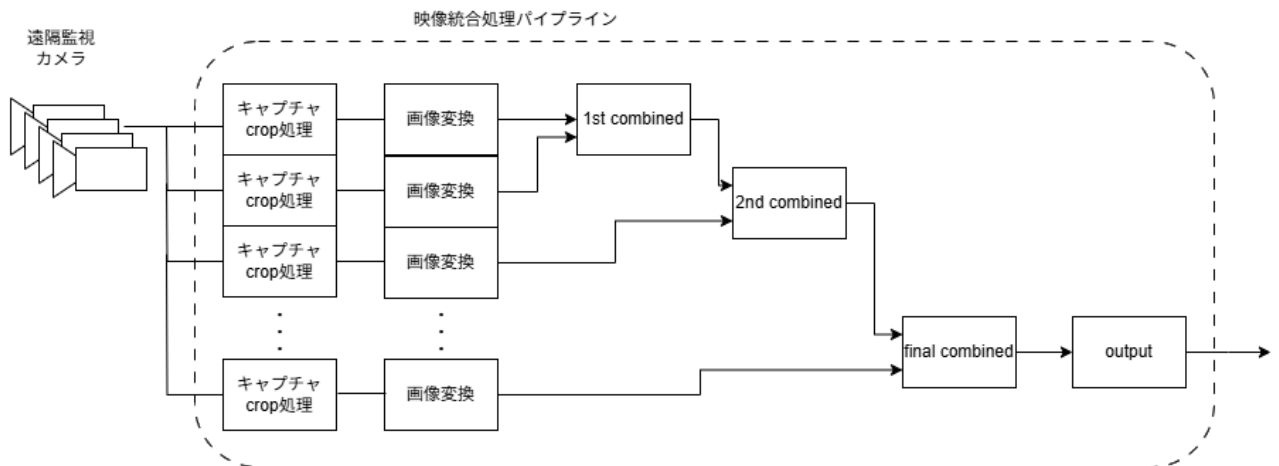 映像統合処理パイプライン
遠隔監視
カメラ
キャプチャ
crop処理
画像変換
1st combined
キャプチャ
crop処理
画像変換
2nd combined
キャプチャ
crop処理
画像変換
キャプチャ
crop処理
画像変換
final combined
output